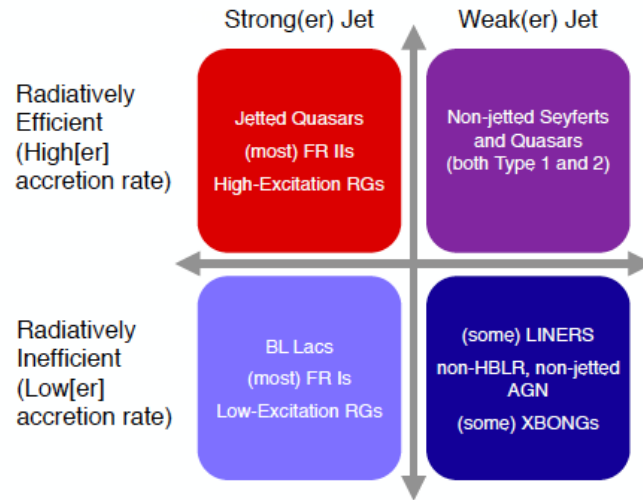 Strong(er) Jet
Weak(er) Jet
Radiatively
Efficient
(High[er]
accretion rate)
Jetted Quasars
(most) FR IIs
High-Excitation RGs
Non-jetted Seyferts
and Quasars
(both Type 1 and 2)
Radiatively
Inefficient
(Low[er]
accretion rate)
BL Lacs
(most) FR Is
Low-Excitation RGs
(some) LINERS
non-HBLR, non-jetted
AGN
(some) XBONGs